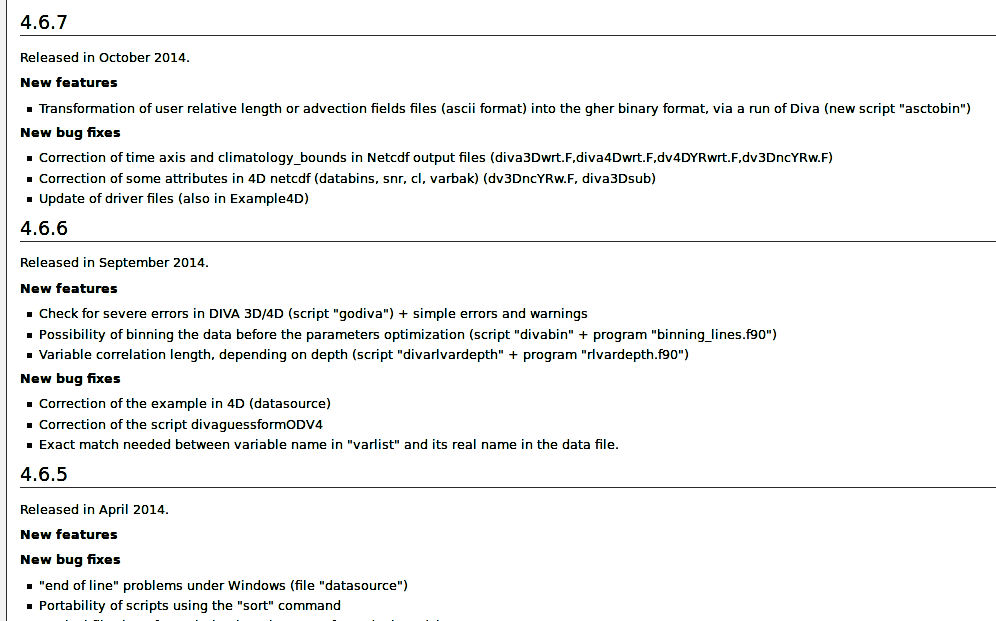 4.6.7
Released in October 2014.
New features
Transformation of user relative length or advection fields files (ascii format) into the gher binary format, via a run of Diva (new script "asctobin")
New bug fixes
Correction of time axis and climatology_bounds in Netcdf output files (diva3Dwrt.F,diva4Dwrt.F,dv4DYRwrt.F,dv3DncYRw.F)
Correction of some attributes in 4D netcdf (databins, snr, cl, varbak) (dv3DncYRw.F, diva3Dsub)
Update of driver files (also in Example4D)
4.6.6
Released in September 2014.
New features
Check for severe errors in DIVA 3D/4D (script "godiva") + simple errors and warnings
Possibility of binning the data before the parameters optimization (script "divabin" + program "binning_lines.f90")
Variable correlation length, depending on depth (script "divarlvardepth" + program "rlvardepth.f90")
New bug fixes
Correction of the example in 4D (datasource)
Correction of the script divaguessformODV4
Exact match needed between variable name in "varlist" and its real name in the data file.
4.6.5
Released in April 2014.
New features
New bug fixes
"end of line" problems under Windows (file "datasource")
Portability of scripts using the "sort" command